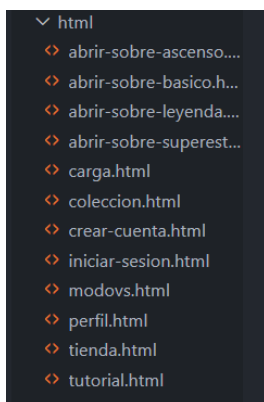 html
abrir-sobre-ascenso....
abrir-sobre-basico.h...
abrir-sobre-leyenda....
abrir-sobre-superest...
carga.html
coleccion.html
crear-cuenta.html
iniciar-sesion.html
modovs.html
perfil.html
tienda.html
tutorial.html